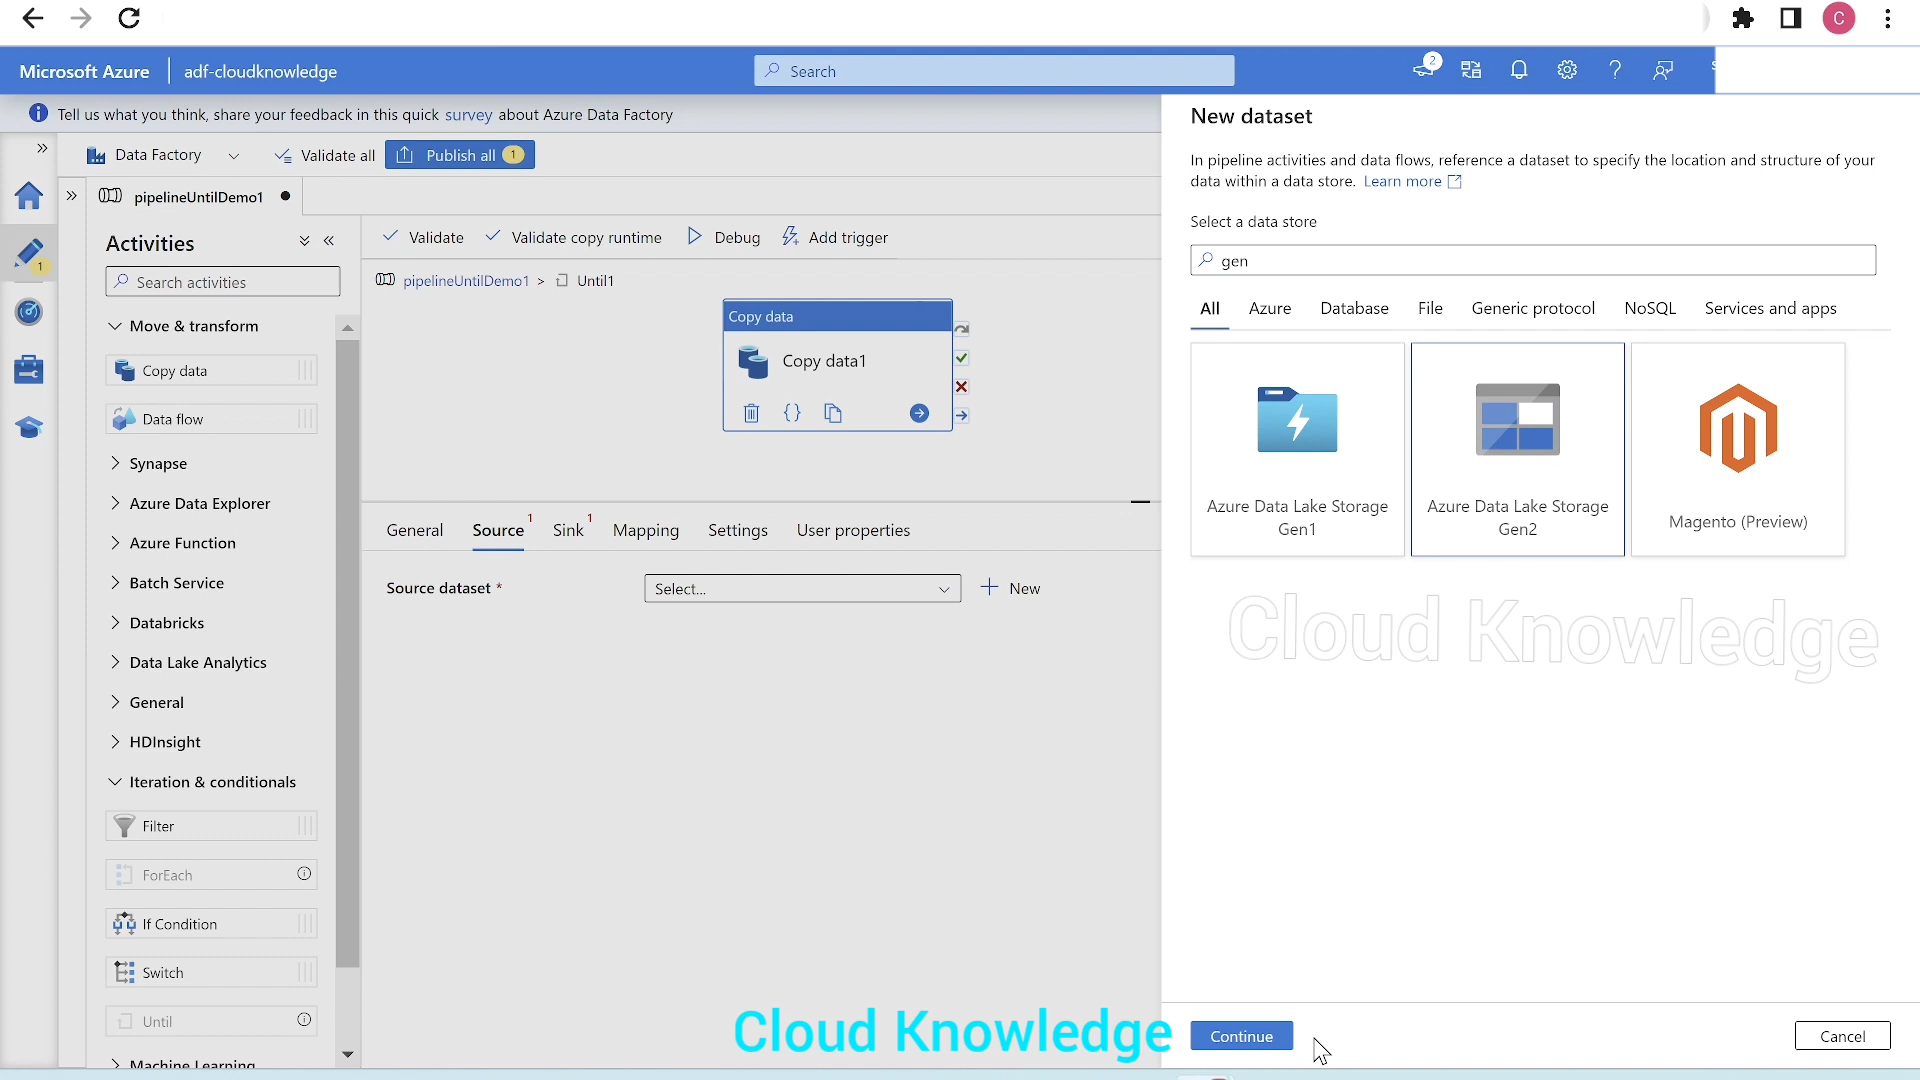 C
Microsoft Azure
adf-cloudknowledge
Search
2
Tell us what you think, share your feedback in this quick survey about Azure Data Factory
Data Factory
Validate all
Publish all
1
1
pipelineUntilDemo1
Activities
Search activities
Move & transform
Copy data
Data flow
Synapse
Azure Data Explorer
Azure Function
Batch Service
Databricks
Data Lake Analytics
General
HDInsight
Iteration & conditionals
Filter
ForEach
If Condition
Switch
Until
Machine Learning
Validate
Validate copy runtime
Debug
Add trigger
pipelineUntilDemo1 > Until1
Copy data
Copy data1
General
Source 1
Sink 1
Mapping
Settings
User properties
Source dataset *
Select...
New
New dataset
In pipeline activities and data flows, reference a dataset to specify the location and structure of your
data within a data store. Learn more
Select a data store
gen
All
Azure
Database
File
Generic protocol
NoSQL
Services and apps
Azure Data Lake Storage
Gen1
Azure Data Lake Storage
Gen2
Magento (Preview)
Cloud Knowledge
Cloud Knowledge
Continue
Cancel